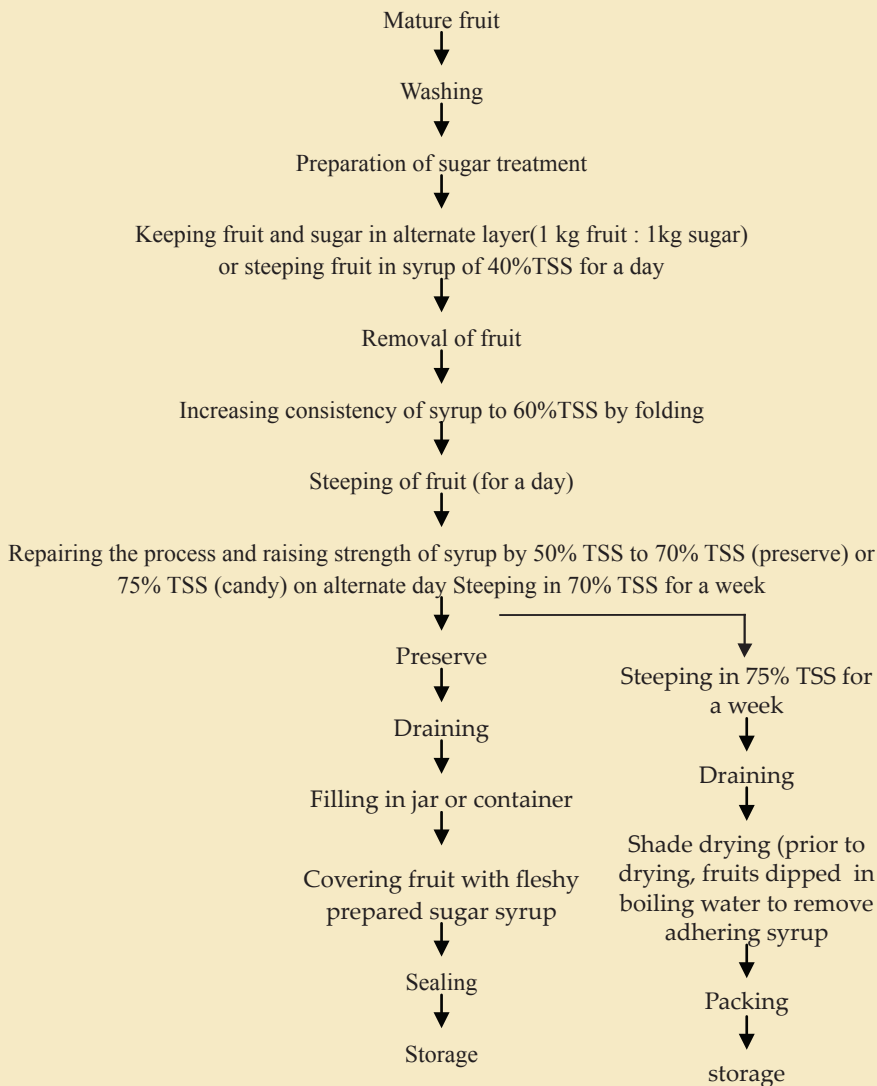 Mature fruit
Washing
Preparation of sugar treatment
Keeping fruit and sugar in alternate layer(1 kg fruit : 1kg sugar)
or steeping fruit in syrup of 40%TSS for a day
Removal of fruit
Increasing consistency of syrup to 60%TSS by folding
Steeping of fruit (for a day)
Repairing the process and raising strength of syrup by 50% TSS to 70% TSS (preserve) or
75% TSS (candy) on alternate day Steeping in 70% TSS for a week
Preserve
Draining
Filling in jar or container
Covering fruit with fleshy
prepared sugar syrup
Sealing
Storage
Steeping in 75% TSS for
a week
Draining
Shade drying (prior to
drying, fruits dipped in
boiling water to remove
adhering syrup
Packing
storage